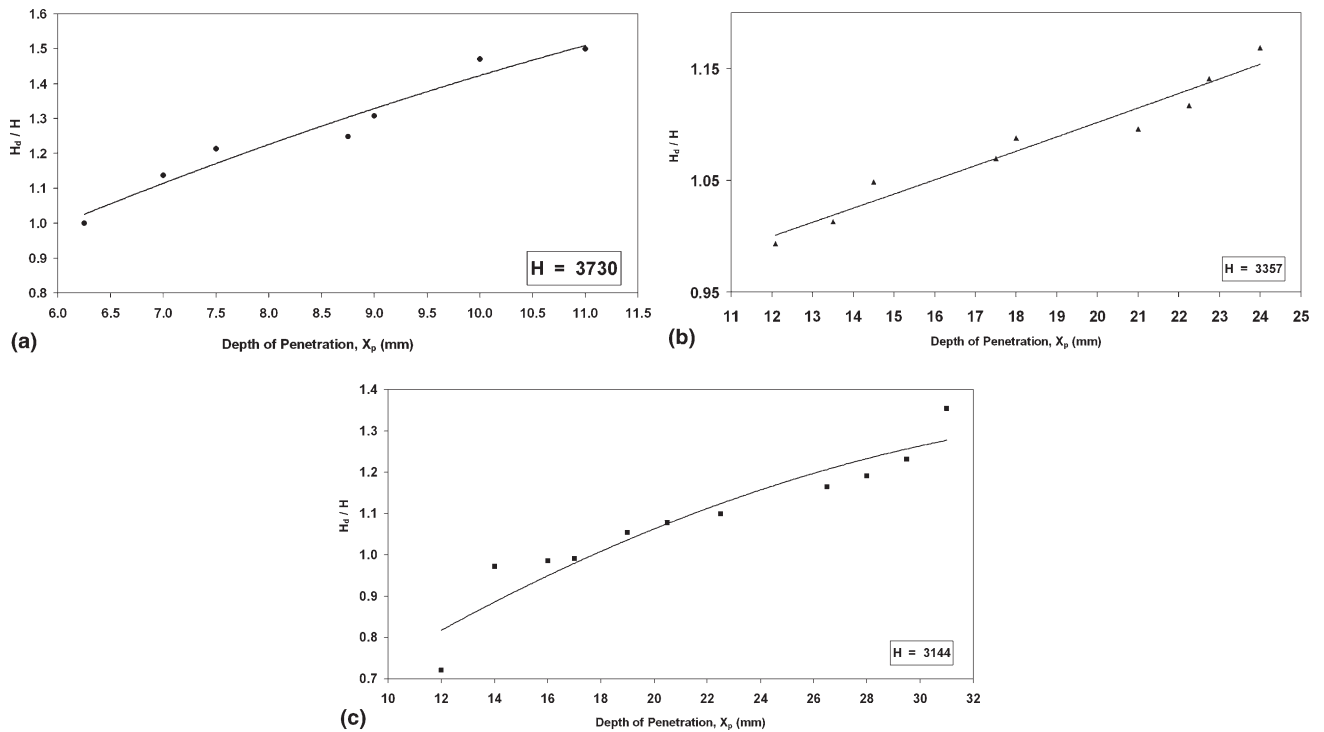 1.6
1.5
1.4
1.3
1.2
1.1
1.0
0.9
0.8
Hd / H
H = 3730
6.0 6.5 7.0 7.5 8.0 8.5 9.0 9.5 10.0 10.5 11.0 11.5
(a)
Depth of Penetration, Xp (mm)
1.15
1.05
0.95
Hd / H
H = 3357
11 12 13 14 15 16 17 18 19 20 21 22 23 24 25
(b)
Depth of Penetration, Xp (mm)
1.4
1.3
1.2
1.1
1.0
0.9
0.8
0.7
Hd / H
H = 3144
10 12 14 16 18 20 22 24 26 28 30 32
(c)
Depth of Penetration, Xp (mm)